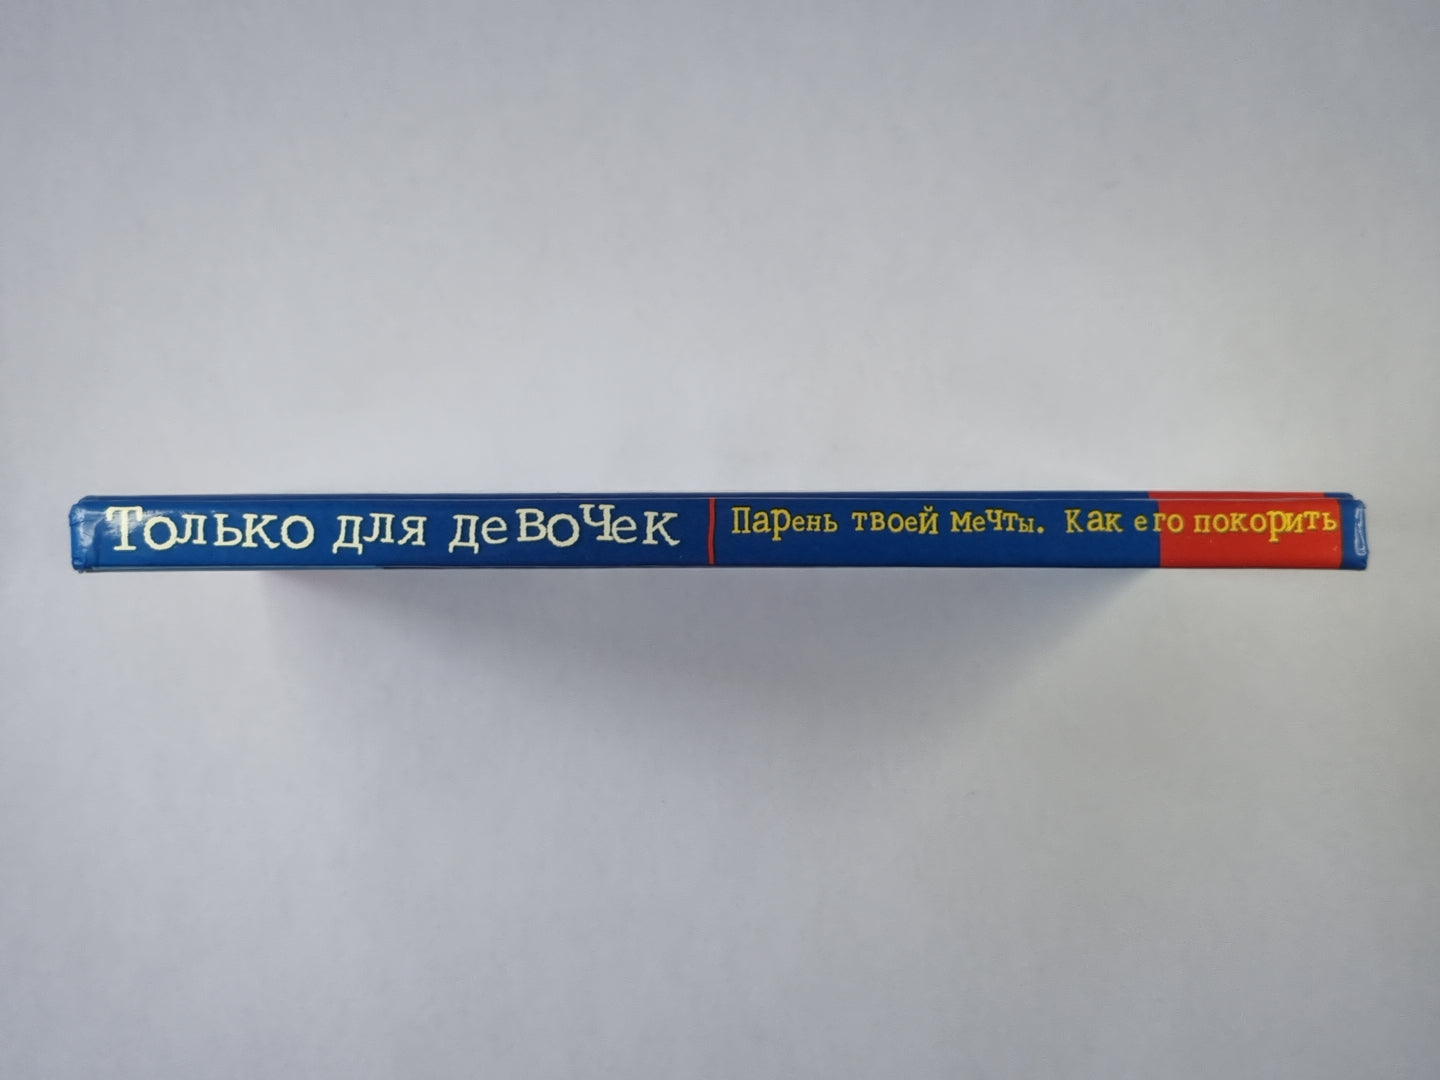 Только для девочек Парень твоей мечты. Как его покорить